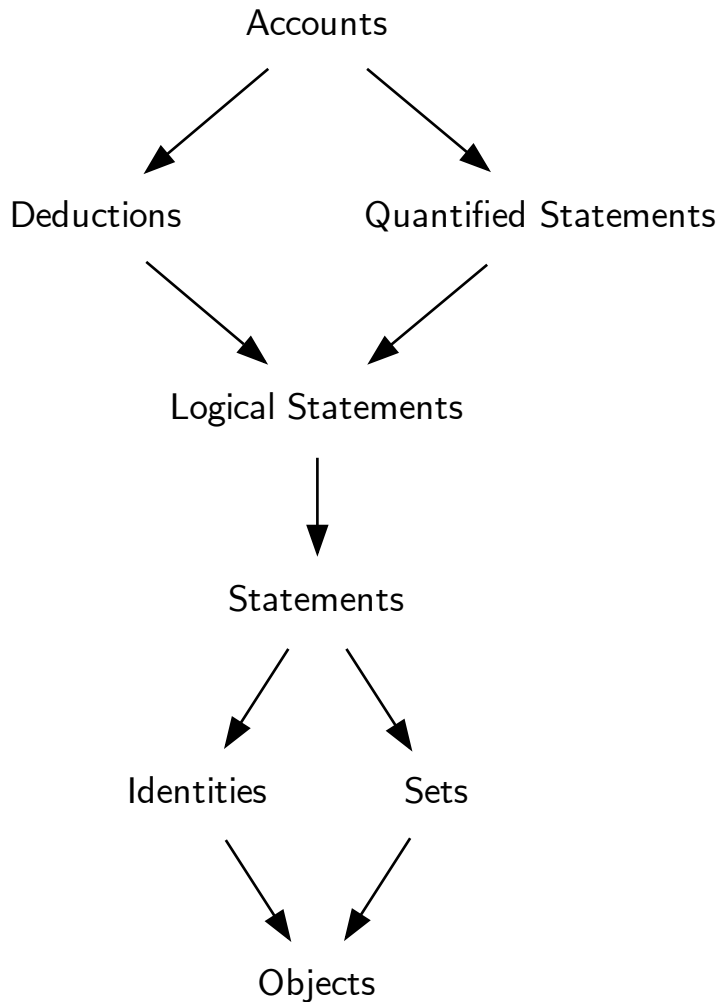 Accounts
Deductions
Quantified Statements
Logical Statements
Statements
Identities
Sets
Objects